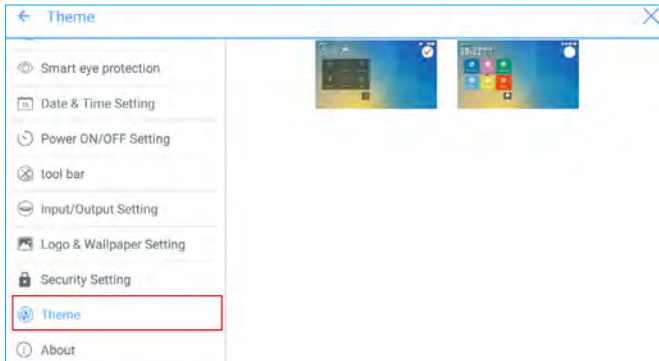 Theme
Smart eye protection
Date & Time Setting
Power ON/OFF Setting
tool bar
Input/Output Setting
Logo & Wallpaper Setting
Security Setting
Theme
About